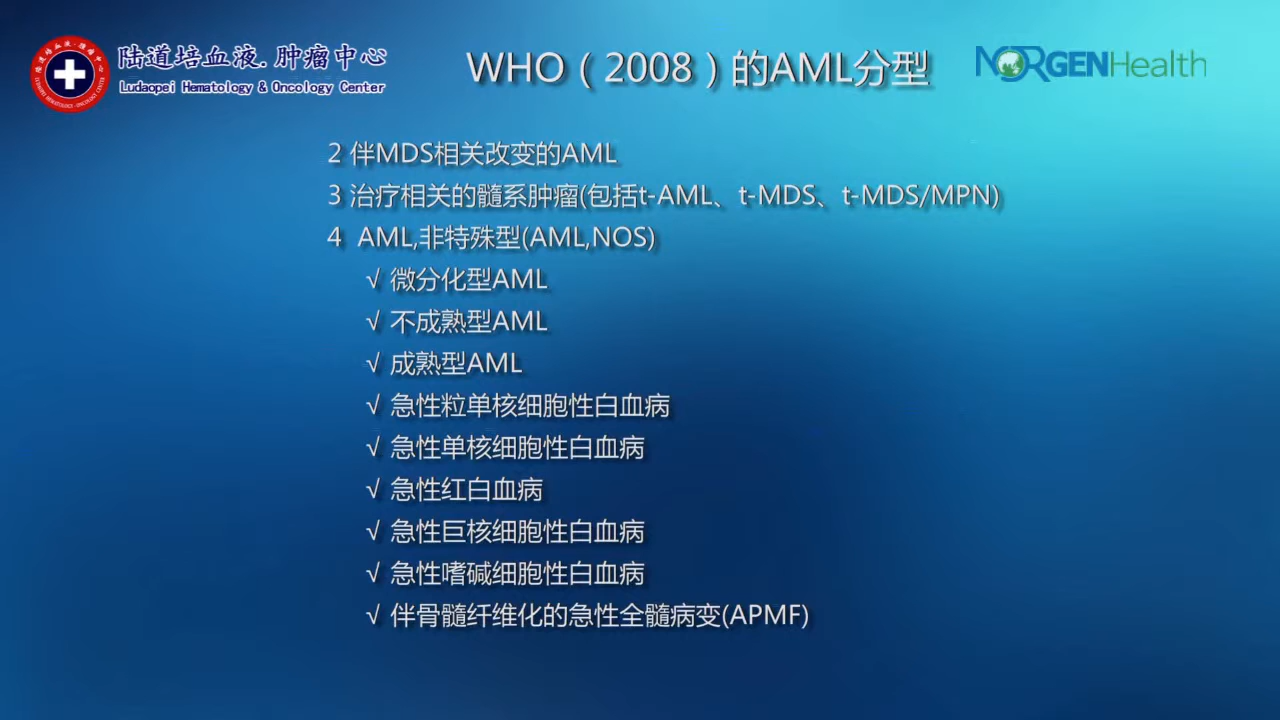 陆道培血液.肿瘤中心
Ludaopei Hematology & Oncology Center
WHO（2008）的AML分型
NORGENHealth
2 伴MDS相关改变的AML
3 治疗相关的髓系肿瘤(包括t-AML、t-MDS、t-MDS/MPN)
4 AML,非特殊型(AML,NOS)
√ 微分化型AML
√ 不成熟型AML
√ 成熟型AML
√ 急性粒单核细胞性白血病
√ 急性单核细胞性白血病
√ 急性红白血病
√ 急性巨核细胞性白血病
√ 急性嗜碱细胞性白血病
√ 伴骨髓纤维化的急性全髓病变(APMF)